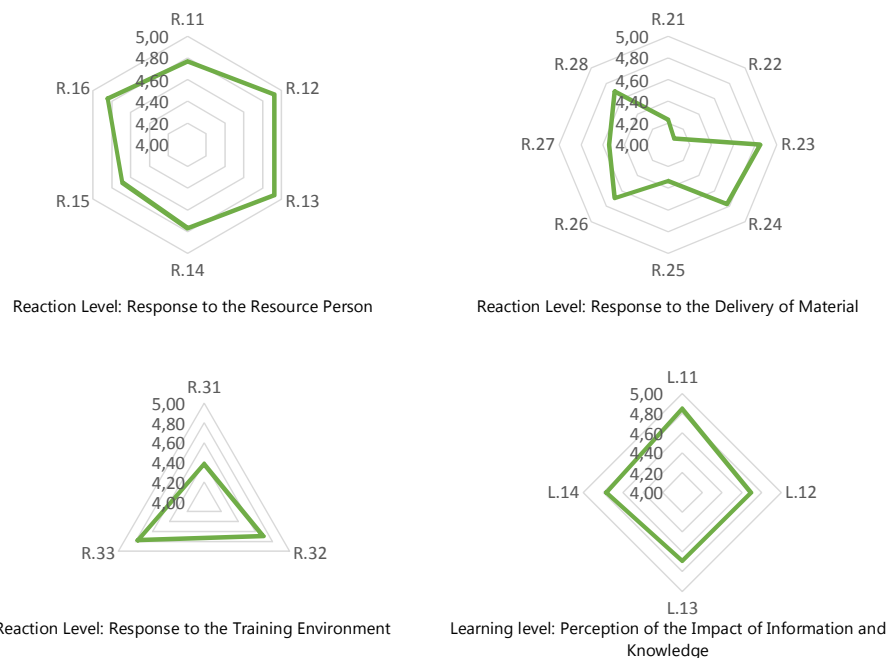 R.11
5,00
4,80
4,60
4,40
4,20
4,00
R.12
R.13
R.14
R.15
R.16
Reaction Level: Response to the Resource Person
R.21
5,00
4,80
4,60
4,40
4,20
4,00
R.22
R.23
R.24
R.25
R.26
R.27
R.28
Reaction Level: Response to the Delivery of Material
R.31
5,00
4,80
4,60
4,40
4,20
4,00
R.32
R.33
Reaction Level: Response to the Training Environment
L.11
5,00
4,80
4,60
4,40
4,20
4,00
L.12
L.13
L.14
Learning level: Perception of the Impact of Information and
Knowledge